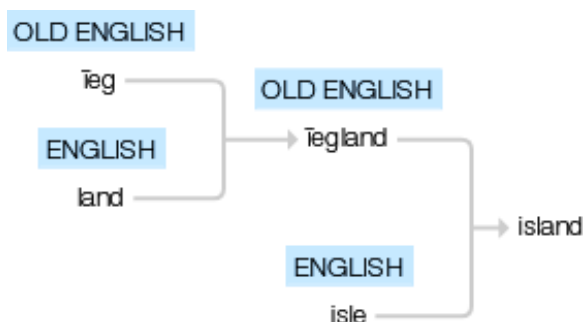 OLD ENGLISH
īeg
OLD ENGLISH
ENGLISH
īegland
land
island
ENGLISH
isle